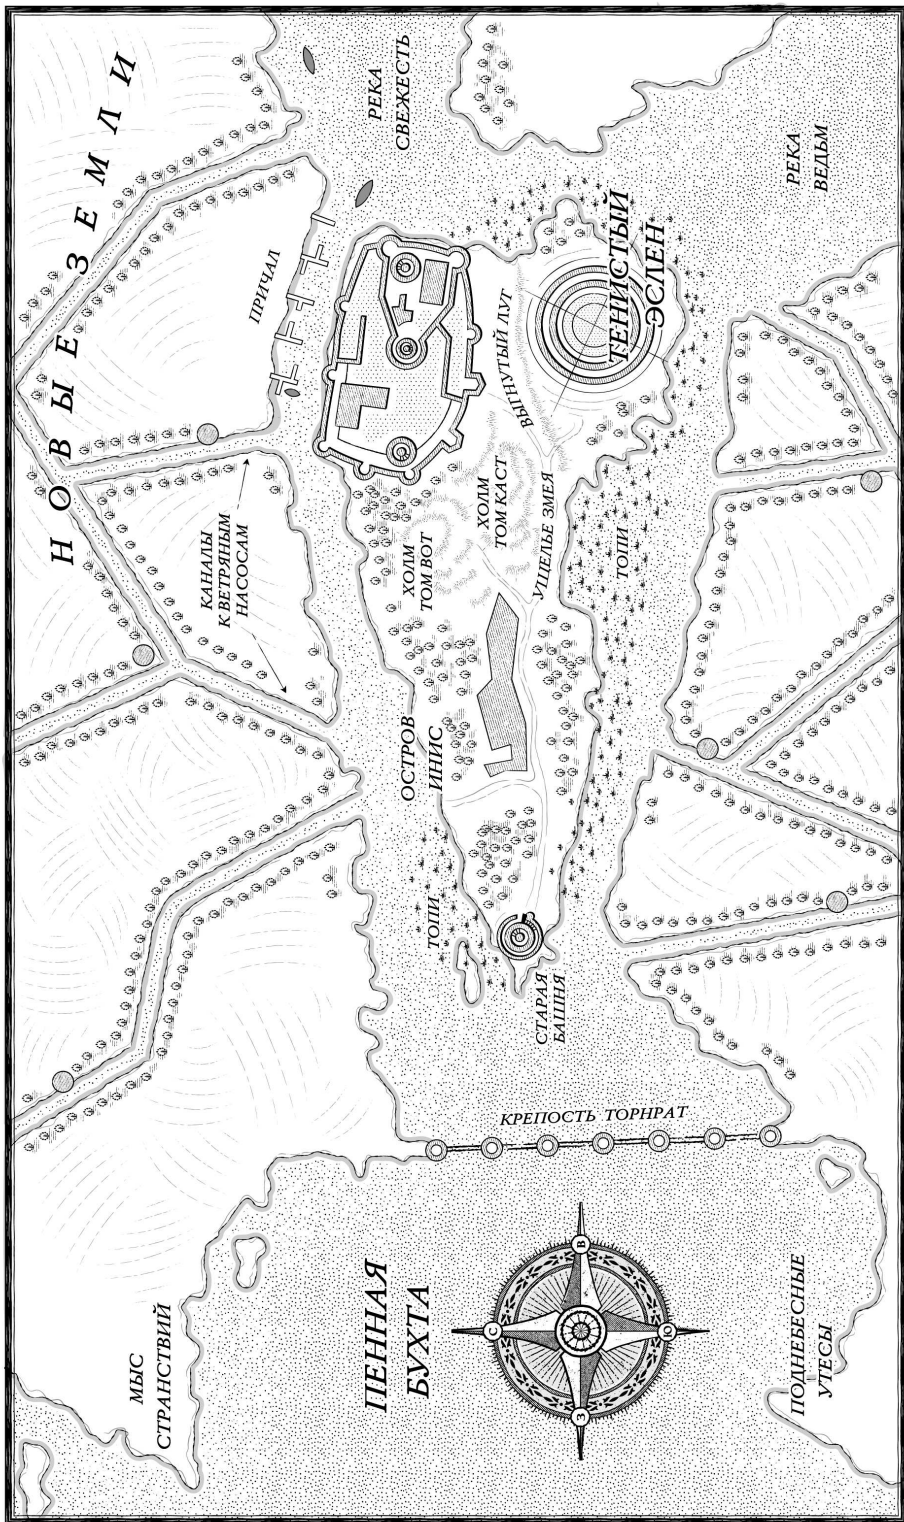 НОВЫЕ ЗЕМЛИ
РЕКА
СВЕЖЕСТЬ
РЕКА
ВЕДЬМ
ПРИЧАЛ
ТЕНИСТЫЙ
ЭСЛЕН
ВЫГНУТЫЙ ЛУГ
ХОЛМ
ТОМ КАСТ
ХОЛМ
ТОМ ВОТ
УЩЕЛЬЕ ЗМЕЯ
ТОПИ
КАНАЛЫ
К ВЕТРЯНЫМ
НАСОСАМ
ОСТРОВ
ИНИС
ТОПИ
СТАРАЯ
БАШНЯ
КРЕПОСТЬ ТОРНРАТ
ПЕННАЯ
БУХТА
МЫС
СТРАНСТВИЙ
ПОДНЕБЕСНЫЕ
УТЕСЫ
С
В
Ю
З